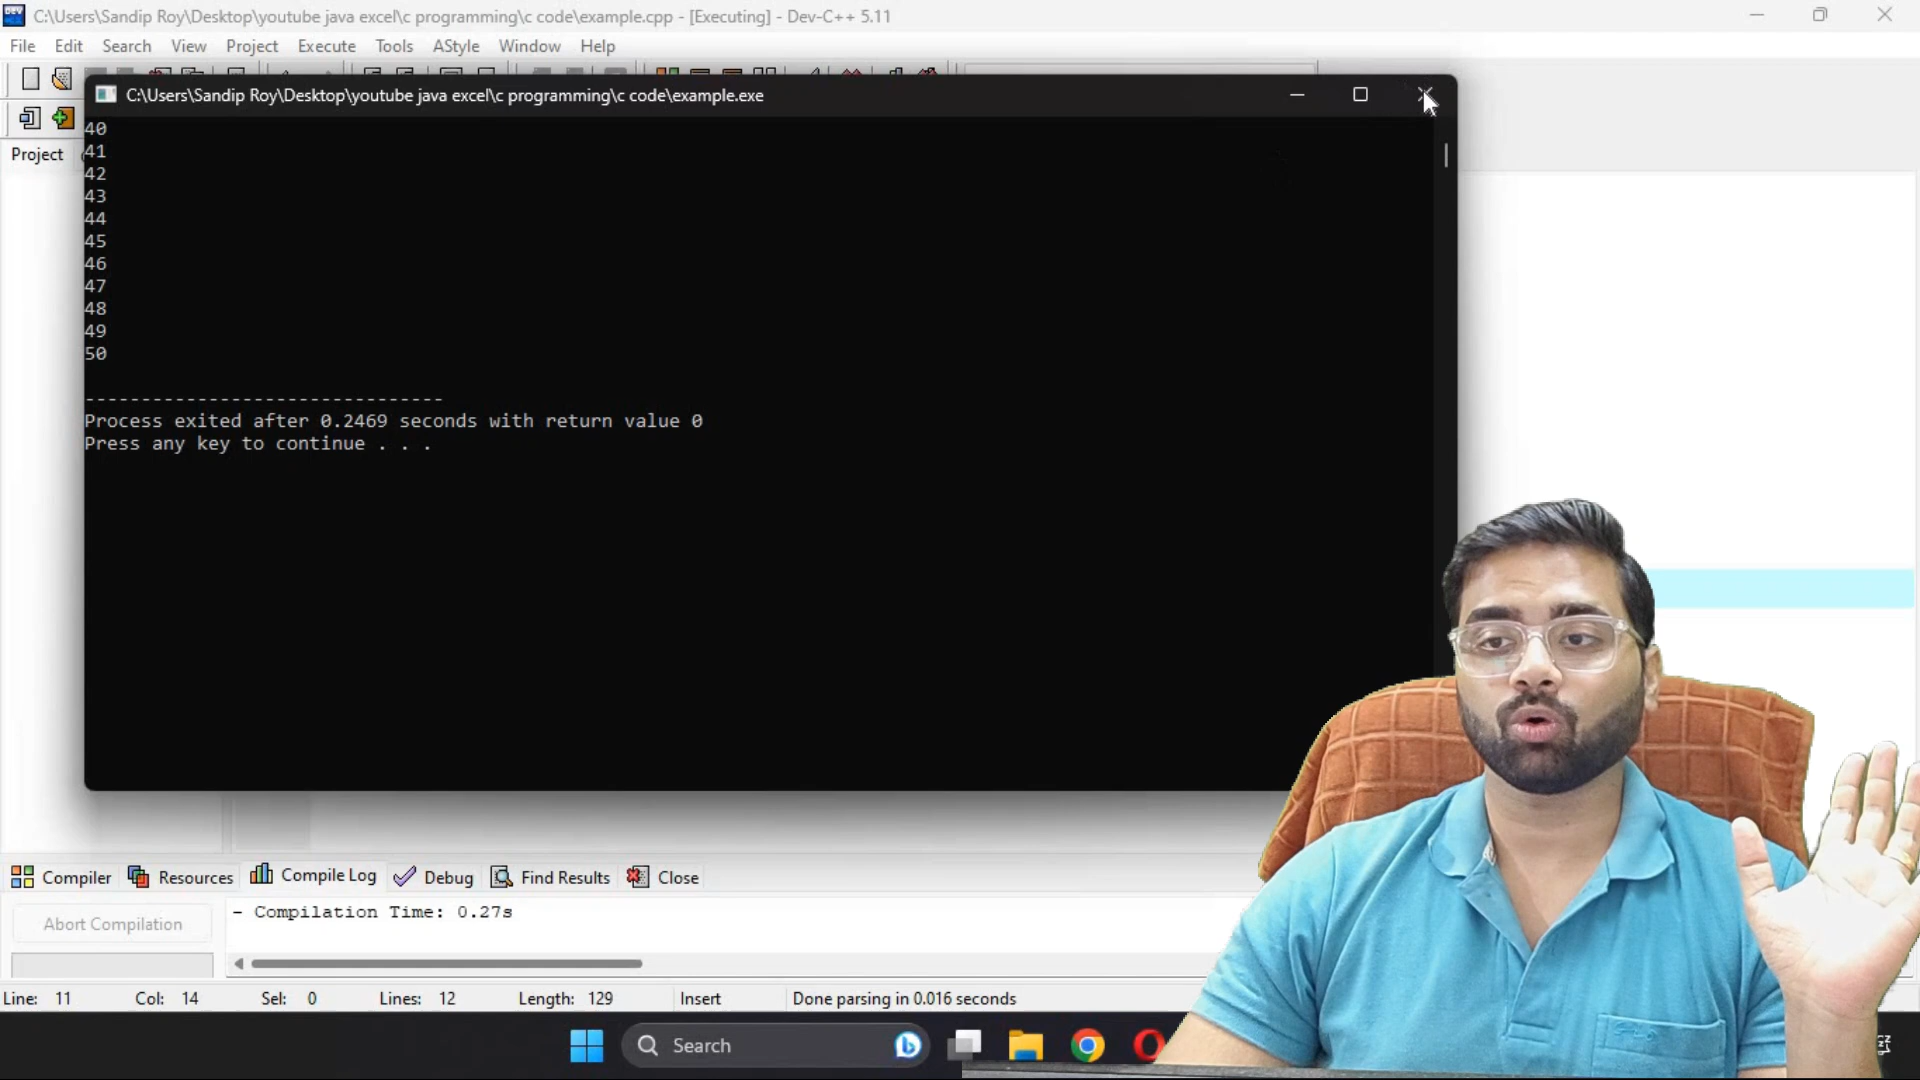 C:\Users\Sandip Roy\Desktop\youtube java excel\c programming\c code\example.cpp - [Executing] - Dev-C++ 5.11
File Edit Search View Project Execute Tools AStyle Window Help
C:\Users\Sandip Roy\Desktop\youtube java excel\c programming\c code\example.exe
Project
40
41
42
43
44
45
46
47
48
49
50
--------------------------------
Process exited after 0.2469 seconds with return value 0
Press any key to continue . . .
Compiler Resources Compile Log Debug Find Results Close
Abort Compilation
- Compilation Time: 0.27s
Line: 11 Col: 14 Sel: 0 Lines: 12 Length: 129 Insert Done parsing in 0.016 seconds
Search